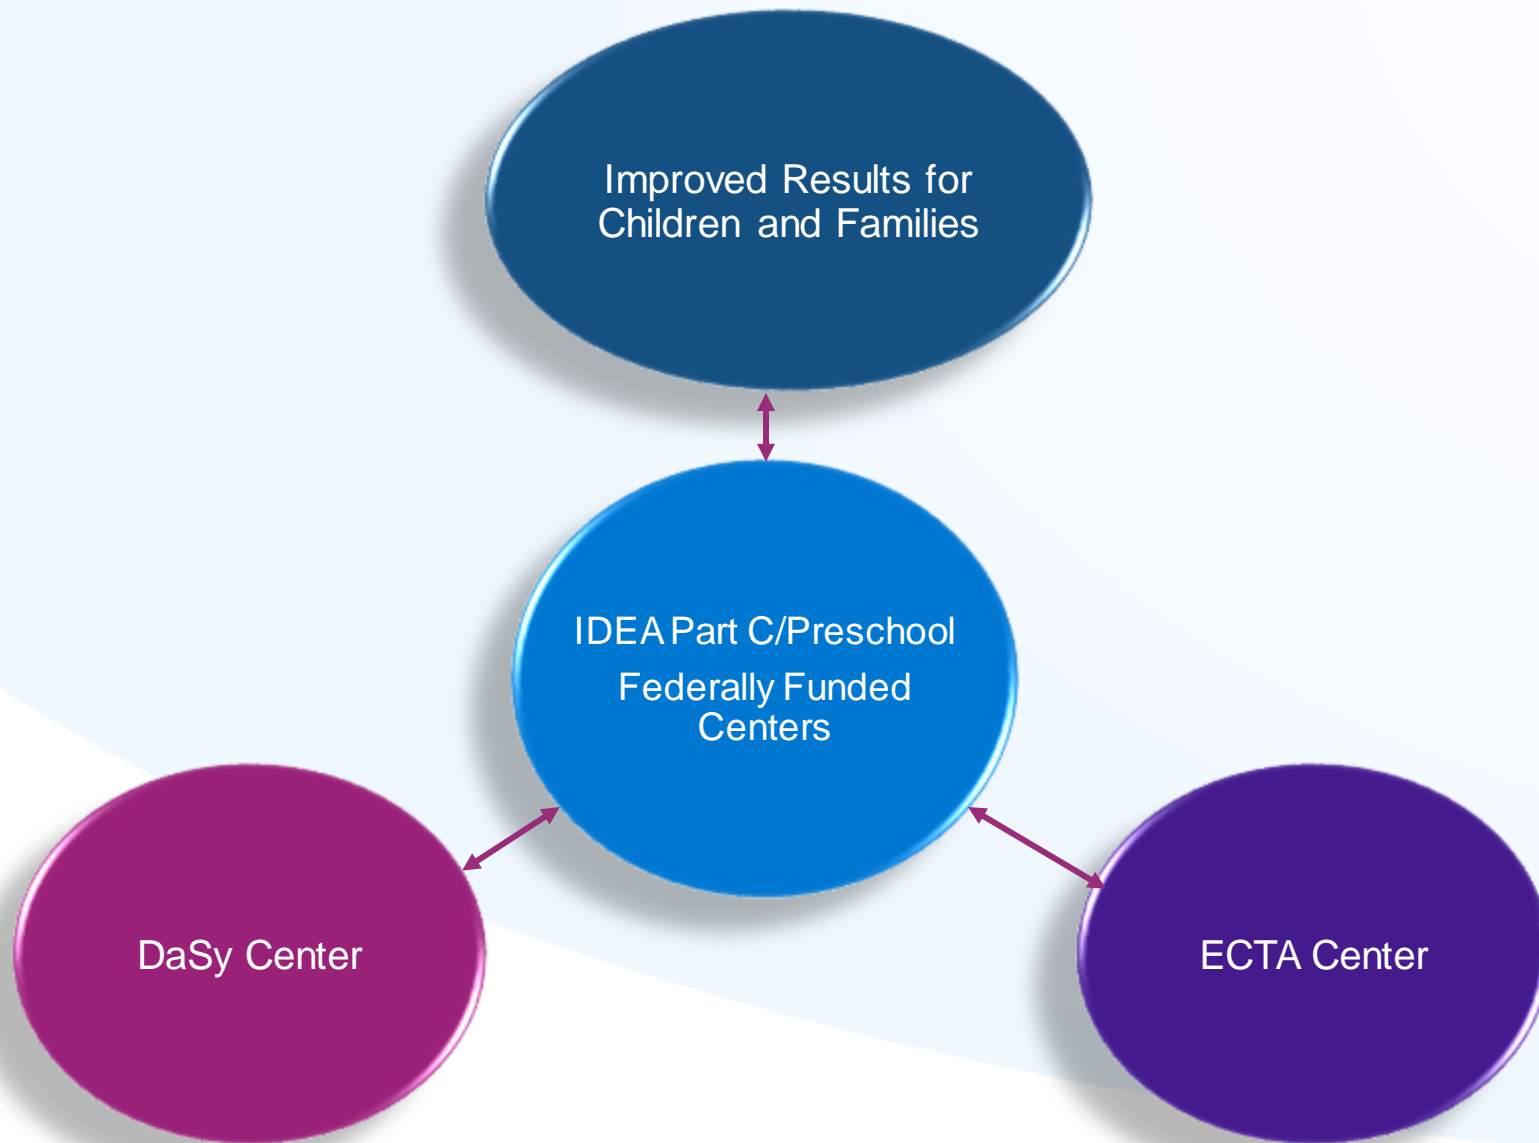 Improved Results for
Children and Families
IDEA Part C/Preschool
Federally Funded
Centers
DaSy Center
ECTA Center